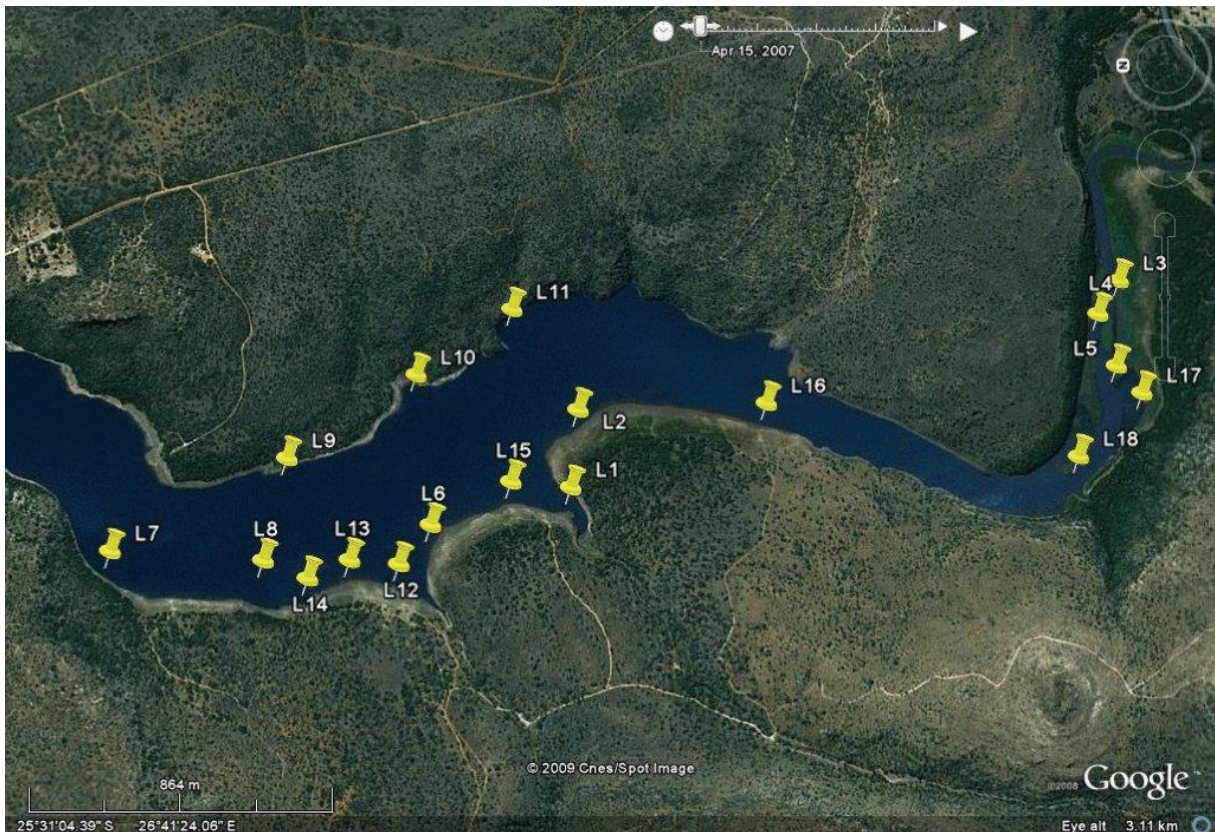 N
Apr 15, 2007
L3
L4
L11
L5
L10
L17
L16
L2
L9
L15
L1
L18
L6
L7
L8
L13
L12
L14
© 2009 Cnes/Spot Image
864 m
©2008 Google™
25°31'04.39" S 26°41'24.06" E
Eye alt 3.11 km